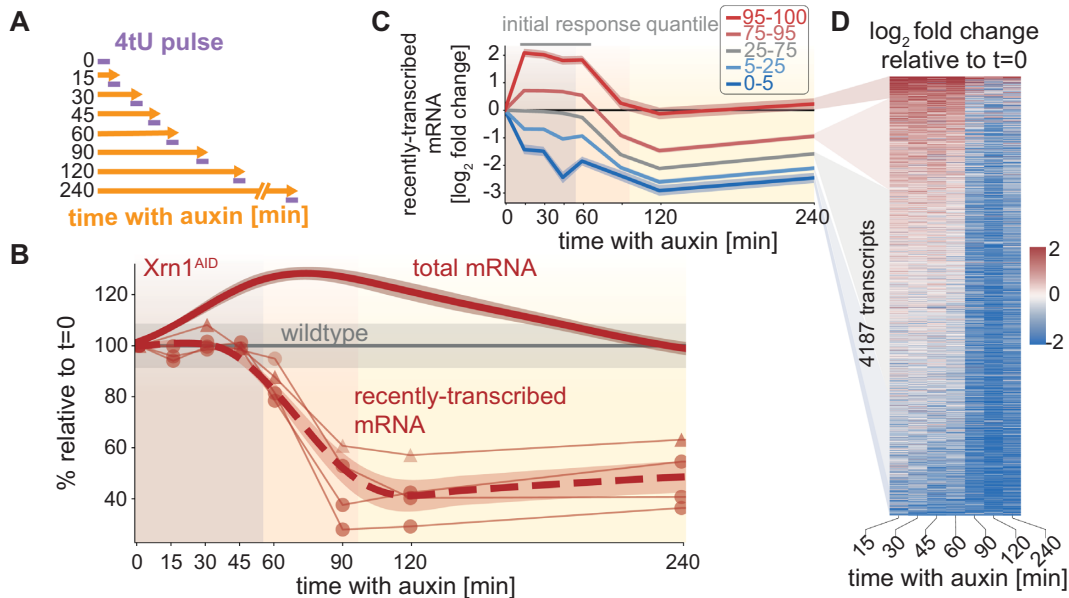 A
4tU pulse
0
15
30
45
60
90
120
240
time with auxin [min]
B
Xrn1AID
total mRNA
wildtype
recently-transcribed
mRNA
% relative to t=0
120
100
80
60
40
0
15
30
45
60
90
120
240
time with auxin [min]
C
initial response quantile
95-100
75-95
25-75
5-25
0-5
recently-transcribed
mRNA
[log2 fold change]
2
1
0
-1
-2
-3
0
30
60
120
240
time with auxin [min]
D
log2 fold change
relative to t=0
4187 transcripts
2
0
-2
15
30
45
60
90
120
240
time with auxin [min]